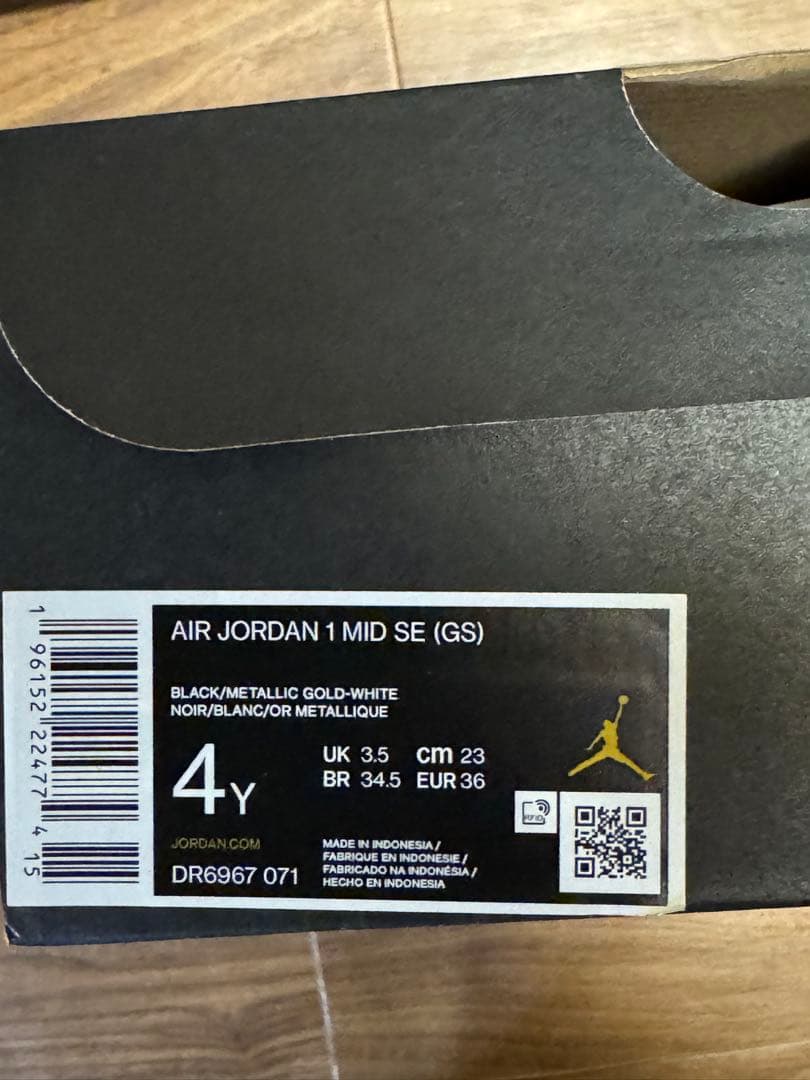 1 96152 22477 4 15
AIR JORDAN 1 MID SE (GS)
BLACK/METALLIC GOLD-WHITE
NOIR/BLANC/OR METALLIQUE
4Y
UK 3.5 cm 23
BR 34.5 EUR 36
RFID
JORDAN.COM
DR6967 071
MADE IN INDONESIA /
FABRIQUE EN INDONESIE /
FABRICADO NA INDONÉSIA /
HECHO EN INDONESIA